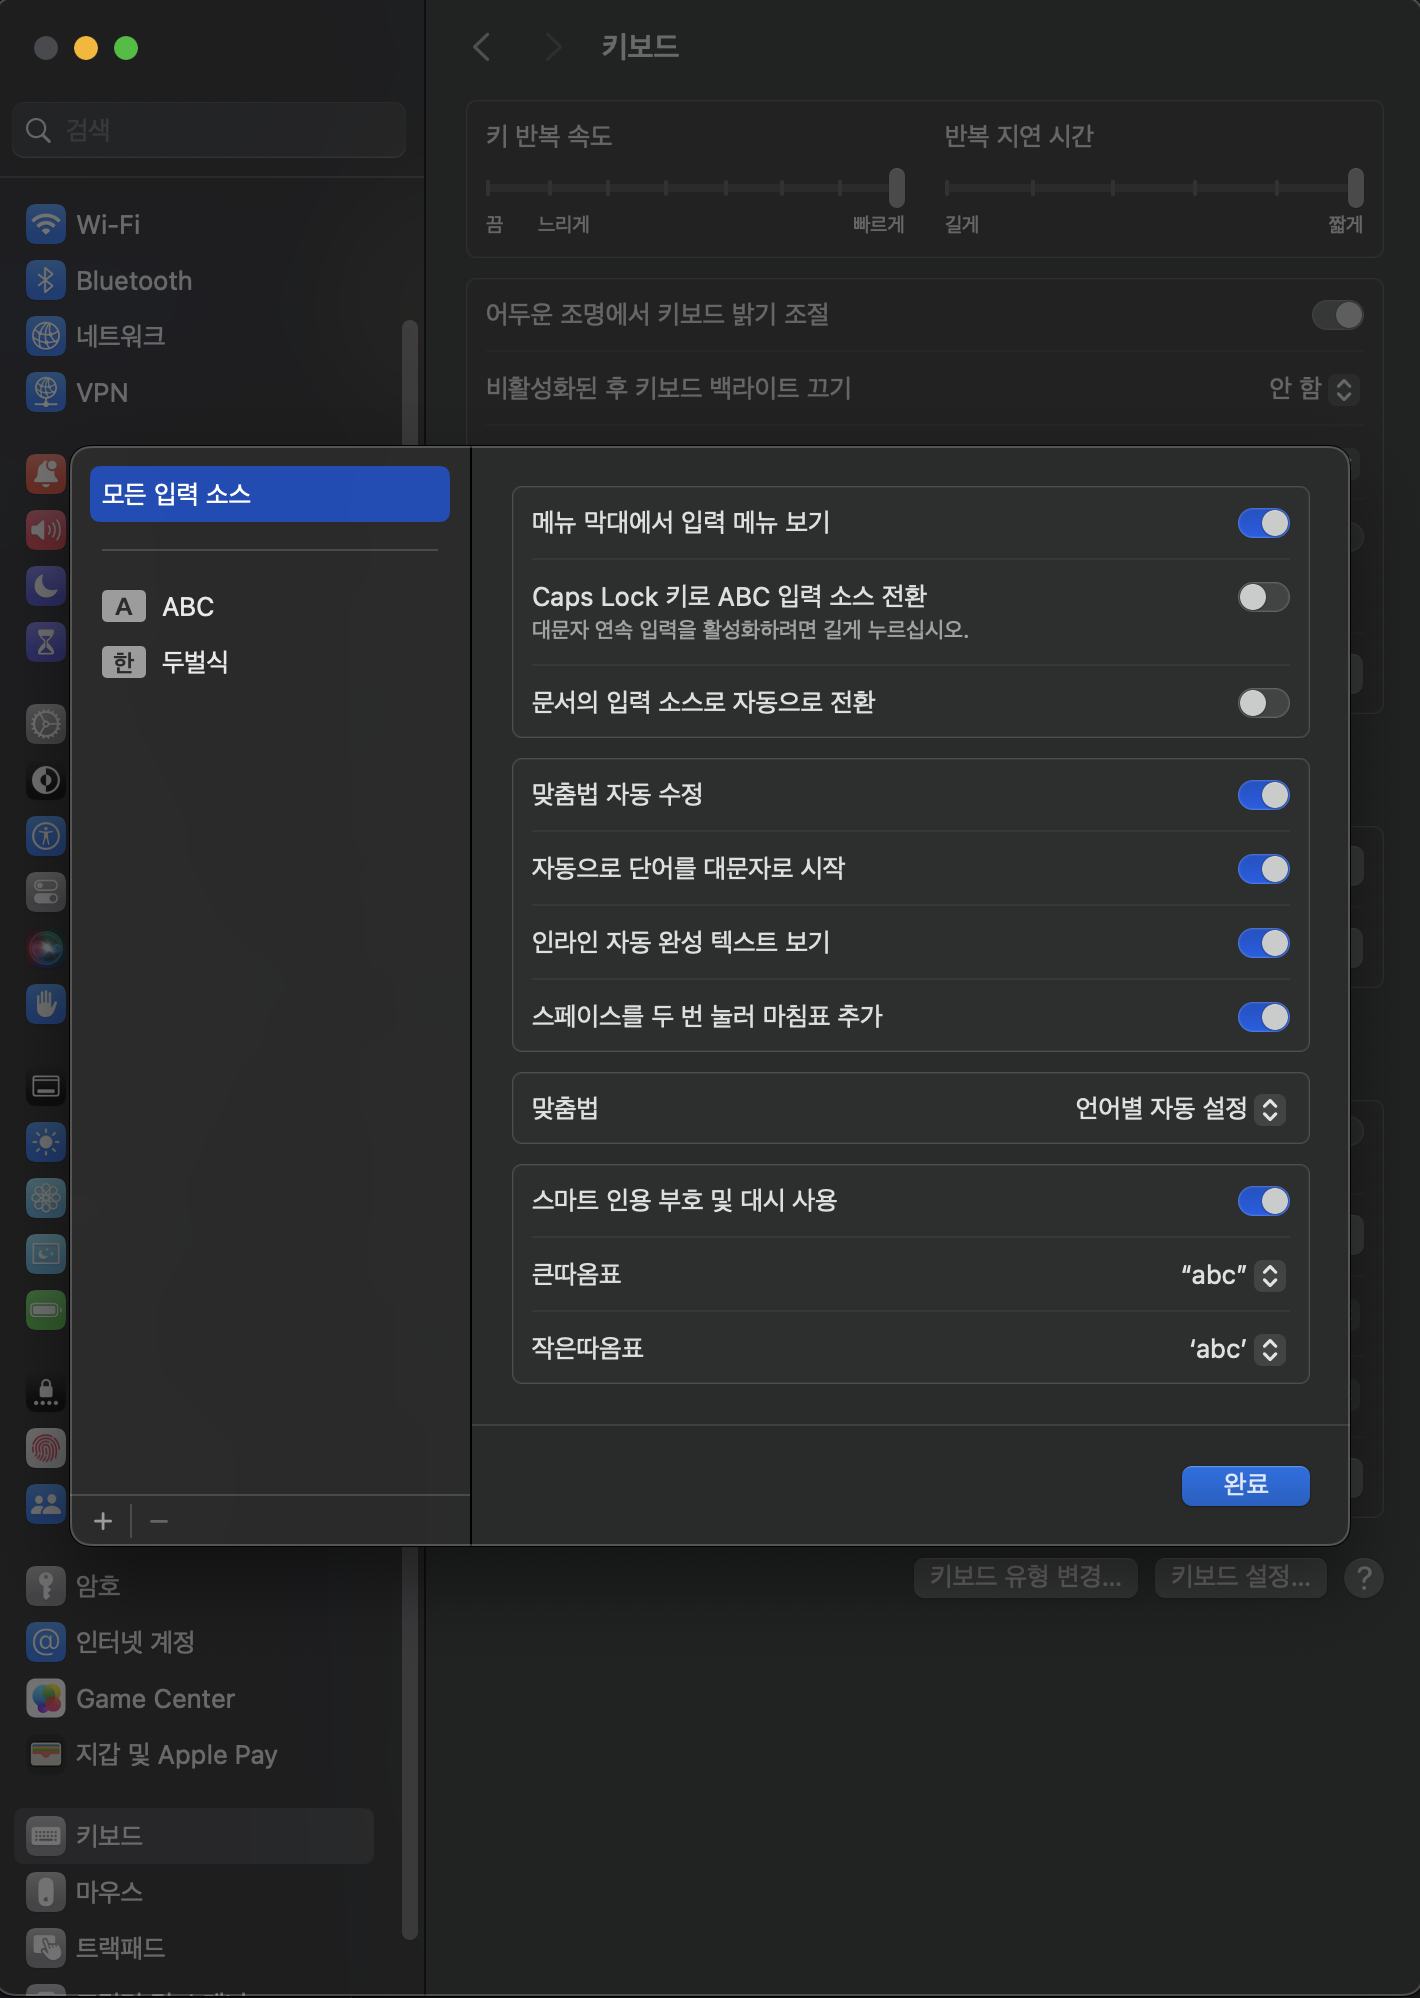 키보드
검색
키 반복 속도
반복 지연 시간
끔
느리게
빠르게
길게
짧게
Wi-Fi
Bluetooth
네트워크
VPN
어두운 조명에서 키보드 밝기 조절
비활성화된 후 키보드 백라이트 끄기
안 함
모든 입력 소스
A ABC
한 두벌식
메뉴 막대에서 입력 메뉴 보기
Caps Lock 키로 ABC 입력 소스 전환
대문자 연속 입력을 활성화하려면 길게 누르십시오.
문서의 입력 소스로 자동으로 전환
맞춤법 자동 수정
자동으로 단어를 대문자로 시작
인라인 자동 완성 텍스트 보기
스페이스를 두 번 눌러 마침표 추가
맞춤법
언어별 자동 설정
스마트 인용 부호 및 대시 사용
큰따옴표
“abc”
작은따옴표
‘abc’
완료
키보드 유형 변경...
키보드 설정...
?
암호
인터넷 계정
Game Center
지갑 및 Apple Pay
키보드
마우스
트랙패드